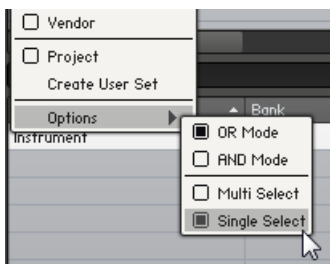 Vendor
Project
Create User Set
Options
Bank
Instrument
OR Mode
AND Mode
Multi Select
Single Select